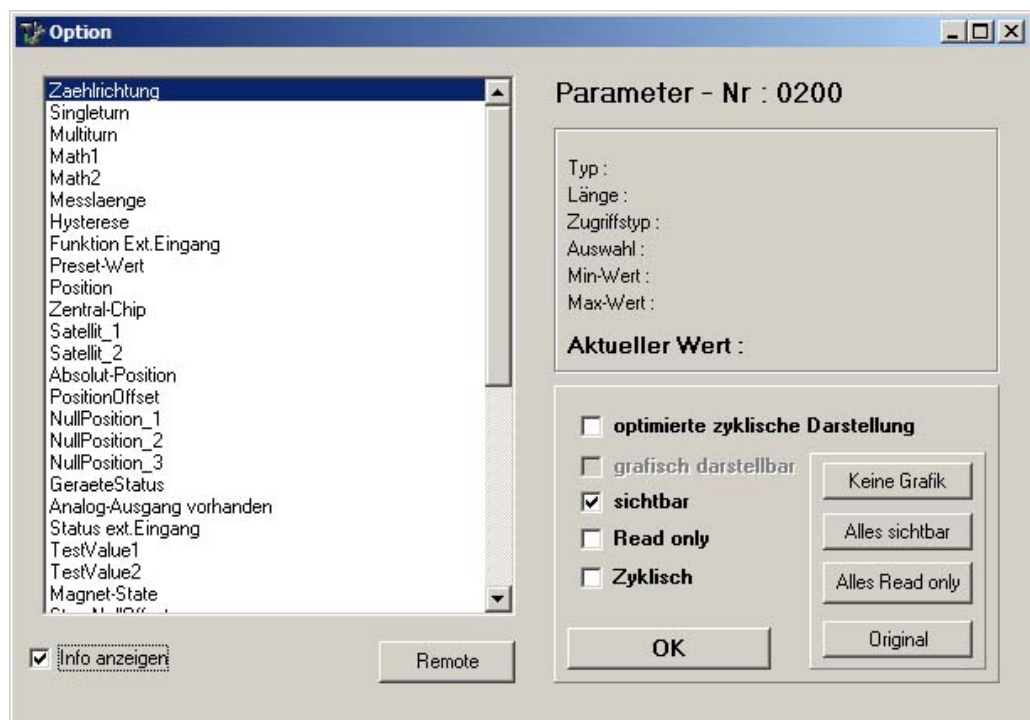 Option
Zaehlrichtung
Singleturn
Multiturn
Math1
Math2
Messlaenge
Hysterese
Funktion Ext.Eingang
Preset-Wert
Position
Zentral-Chip
Satellit_1
Satellit_2
Absolut-Position
PositionOffset
NullPosition_1
NullPosition_2
NullPosition_3
GeraeteStatus
Analog-Ausgang vorhanden
Status ext.Eingang
TestValue1
TestValue2
Magnet-State
Info anzeigen
Remote
Parameter - Nr : 0200
Typ :
Länge :
Zugriffstyp :
Auswahl :
Min-Wert :
Max-Wert :
Aktueller Wert :
optimierte zyklische Darstellung
grafisch darstellbar
sichtbar
Read only
Zyklisch
OK
Keine Grafik
Alles sichtbar
Alles Read only
Original